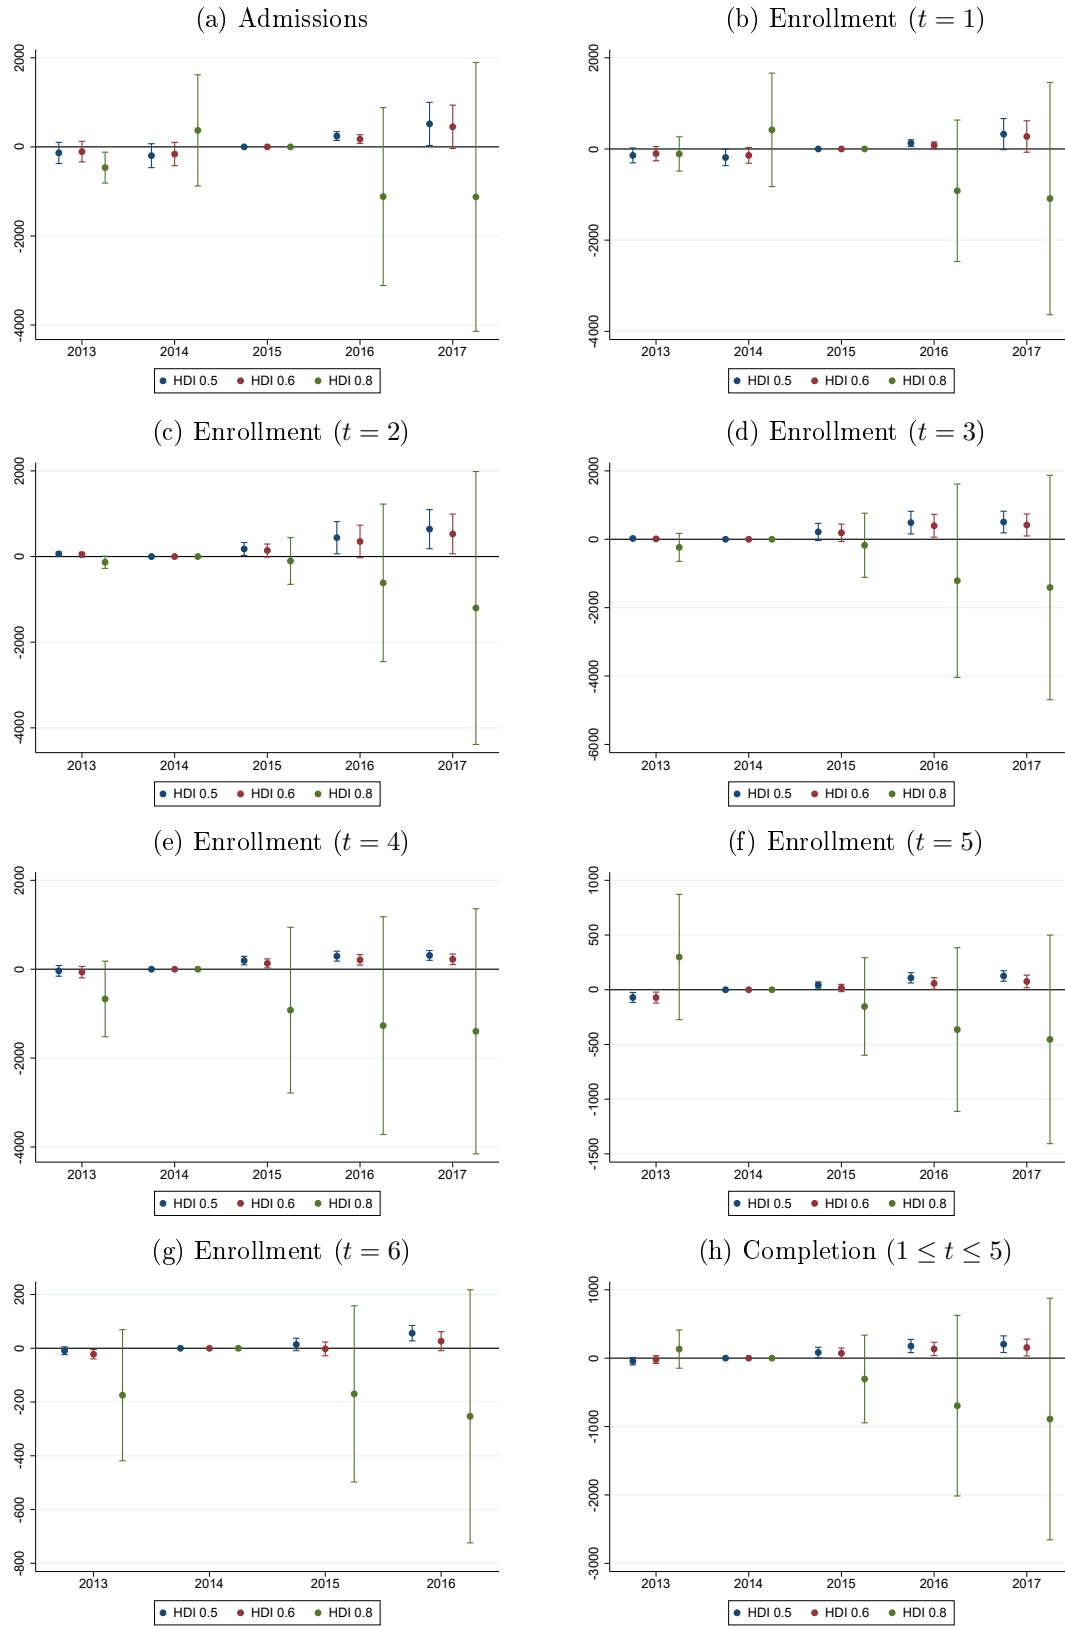 (a) Admissions
2000
0
-2000
-4000
2013 2014 2015 2016 2017
HDI 0.5 HDI 0.6 HDI 0.8
(b) Enrollment (t = 1)
2000
0
-2000
-4000
2013 2014 2015 2016 2017
HDI 0.5 HDI 0.6 HDI 0.8
(c) Enrollment (t = 2)
2000
0
-2000
-4000
2013 2014 2015 2016 2017
HDI 0.5 HDI 0.6 HDI 0.8
(d) Enrollment (t = 3)
2000
0
-2000
-4000
-6000
2013 2014 2015 2016 2017
HDI 0.5 HDI 0.6 HDI 0.8
(e) Enrollment (t = 4)
2000
0
-2000
-4000
2013 2014 2015 2016 2017
HDI 0.5 HDI 0.6 HDI 0.8
(f) Enrollment (t = 5)
1000
500
0
-500
-1000
-1500
2013 2014 2015 2016 2017
HDI 0.5 HDI 0.6 HDI 0.8
(g) Enrollment (t = 6)
200
0
-200
-400
-600
-800
2013 2014 2015 2016
HDI 0.5 HDI 0.6 HDI 0.8
(h) Completion (1 ≤ t ≤ 5)
1000
0
-1000
-2000
-3000
2013 2014 2015 2016 2017
HDI 0.5 HDI 0.6 HDI 0.8